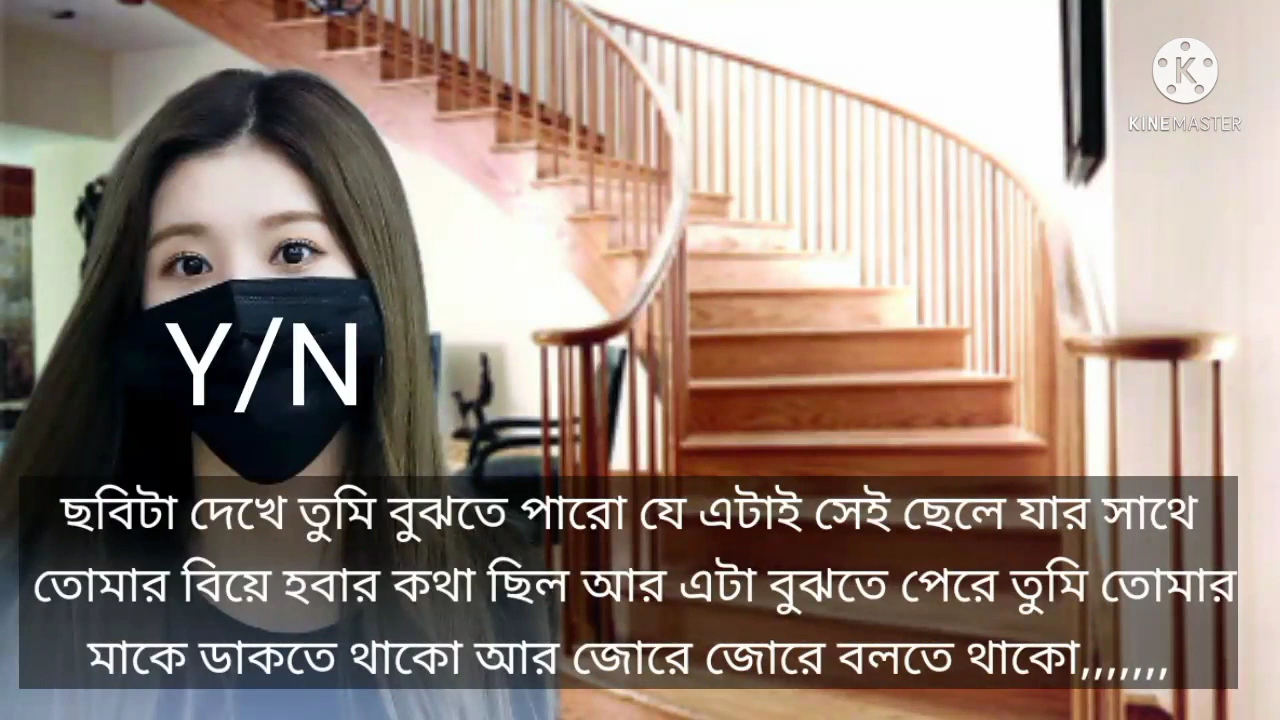 KINEMASTER
Y/N
ছবিটা দেখে তুমি বুঝতে পারো যে এটাই সেই ছেলে যার সাথে
তোমার বিয়ে হবার কথা ছিল আর এটা বুঝতে পেরে তুমি তোমার
মাকে ডাকতে থাকো আর জোরে জোরে বলতে থাকো,,,,,,,